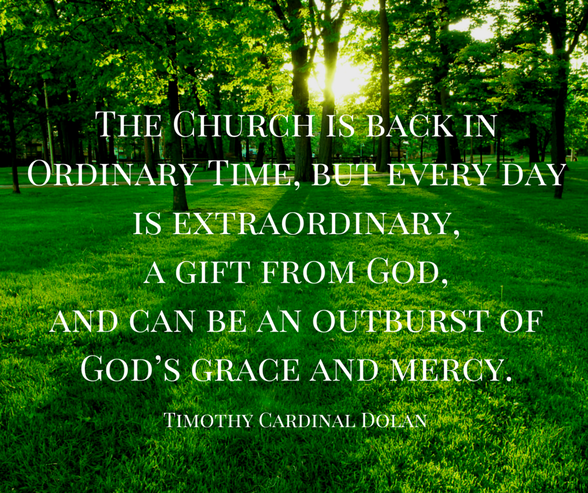 The Church is back in
Ordinary Time, but every day
is extraordinary,
a gift from God,
and can be an outburst of
God's grace and mercy.
Timothy Cardinal Dolan